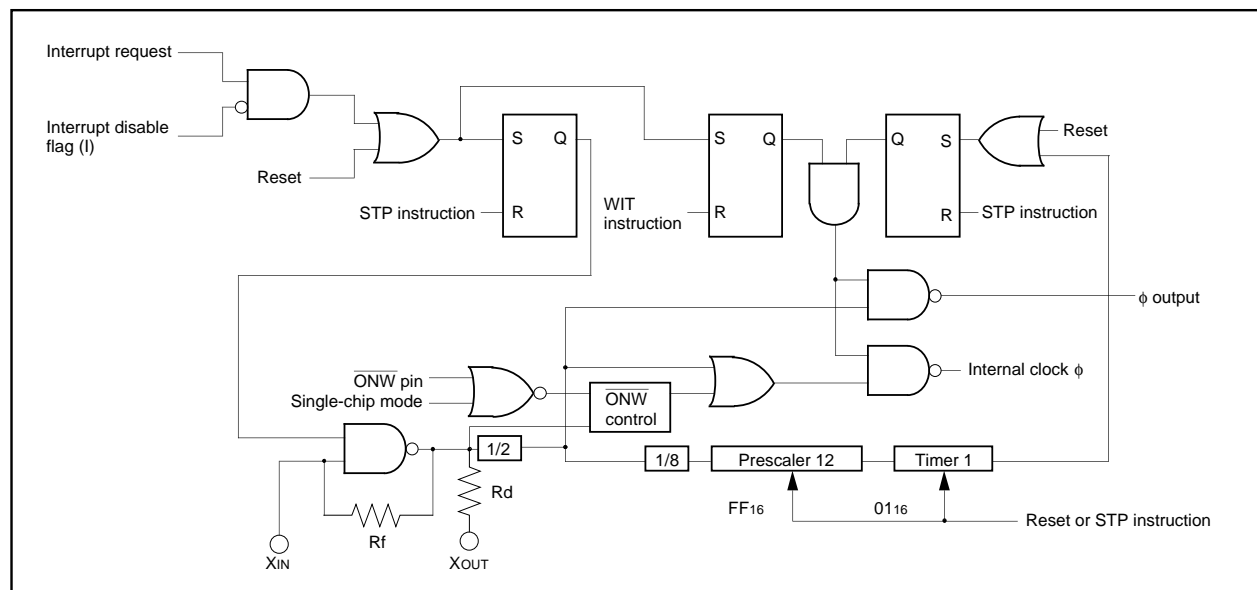 Interrupt request
Interrupt disable
flag (I)
Reset
S Q
STP instruction
R
S Q
WIT
instruction
R
Q S
Reset
R
STP instruction
ϕ output
Internal clock ϕ
ONW pin
Single-chip mode
ONW
control
1/2
1/8
Prescaler 12
Timer 1
Rd
Rf
FF16
0116
Reset or STP instruction
XIN
XOUT